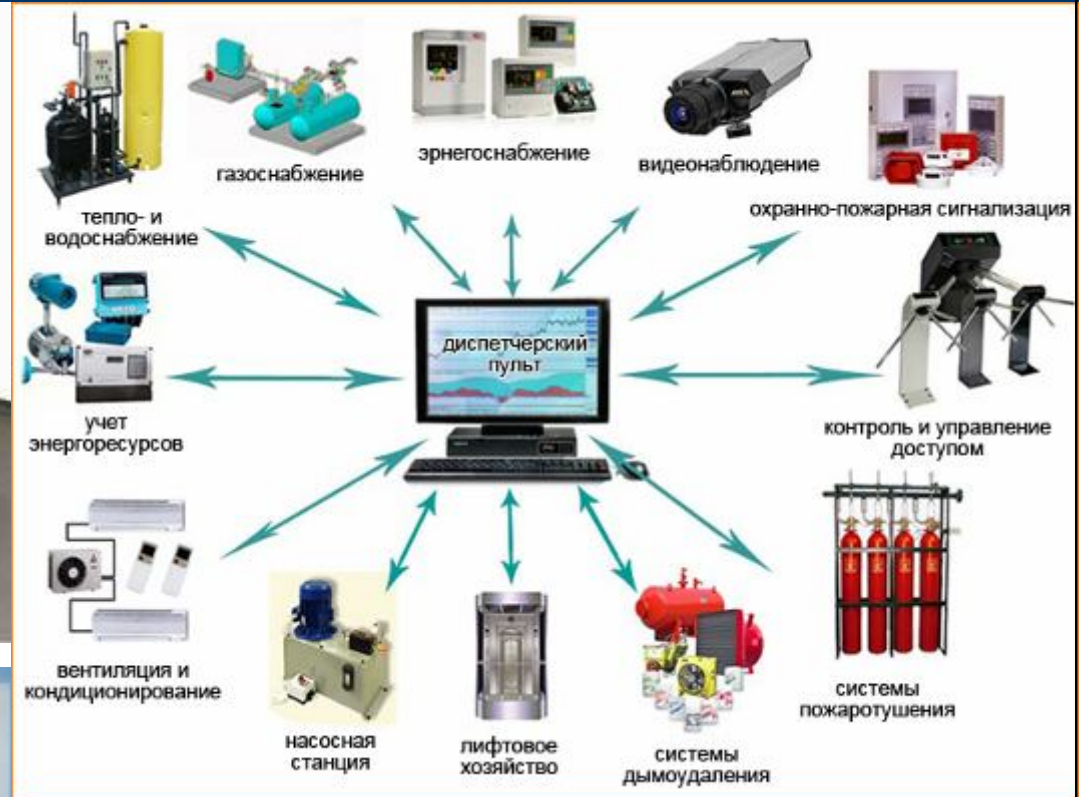 газоснабжение
эрнегоснабжение
видеонаблюдение
охранно-пожарная сигнализация
тепло- и
водоснабжение
диспетчерский
пульт
учет
энергоресурсов
контроль и управление
доступом
вентиляция и
кондиционирование
насосная
станция
лифтовое
хозяйство
системы
дымоудаления
системы
пожаротушения